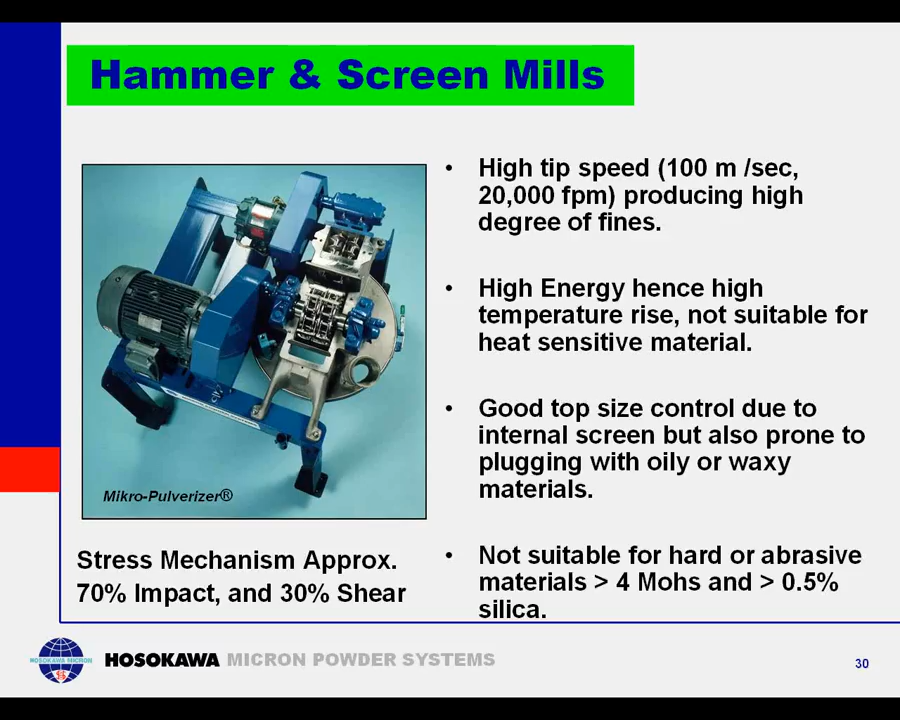 Hammer & Screen Mills
• High tip speed (100 m /sec,
20,000 fpm) producing high
degree of fines.
• High Energy hence high
temperature rise, not suitable for
heat sensitive material.
• Good top size control due to
internal screen but also prone to
plugging with oily or waxy
materials.
• Not suitable for hard or abrasive
materials > 4 Mohs and > 0.5%
silica.
Mikro-Pulverizer®
Stress Mechanism Approx.
70% Impact, and 30% Shear
HOSOKAWA MICRON
HOSOKAWA MICRON POWDER SYSTEMS
30